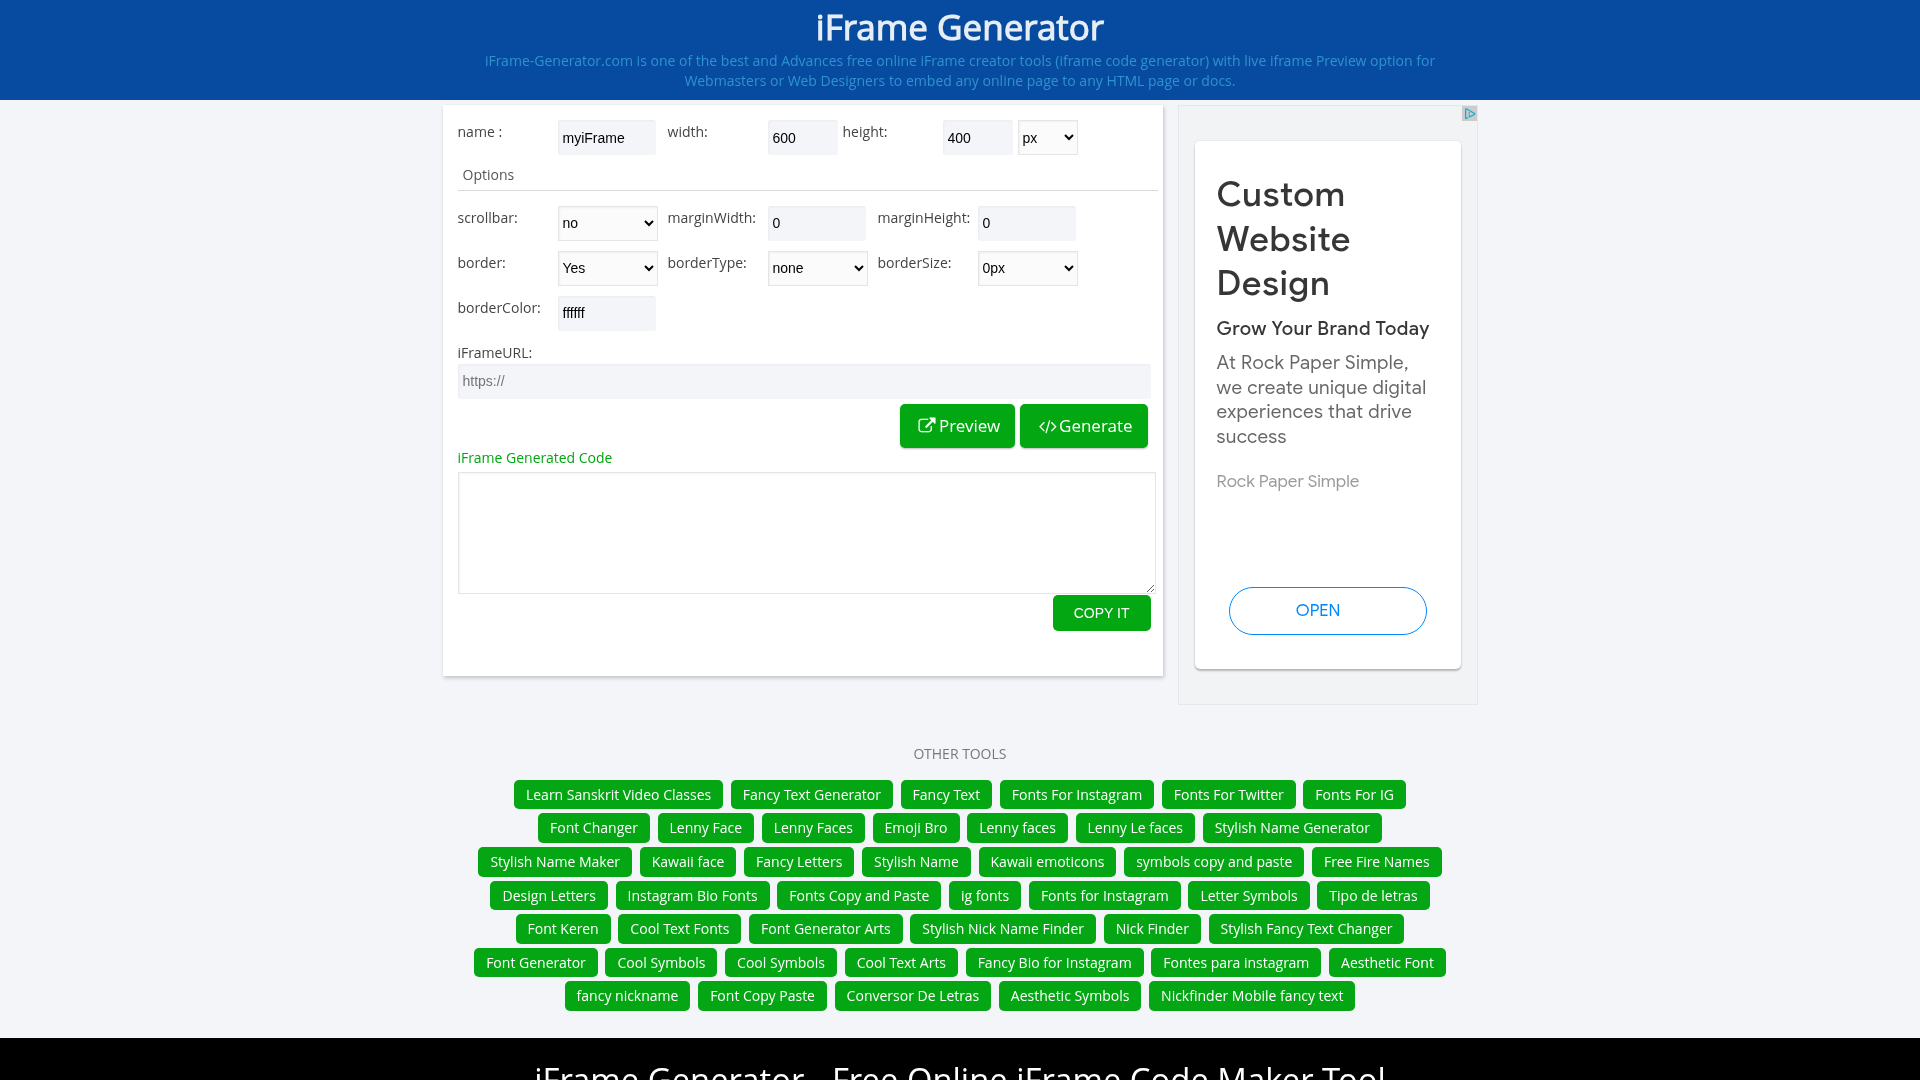 iFrame Generator
iFrame-Generator.com is one of the best and Advances free online iFrame creator tools (iframe code generator) with live iframe Preview option for
Webmasters or Web Designers to embed any online page to any HTML page or docs.
name : myiFrame width: 600 height: 400 px
Options
scrollbar: no marginWidth: 0 marginHeight: 0
border: Yes borderType: none borderSize: 0px
borderColor: ffffff
iFrameURL:
https://
Preview Generate
iFrame Generated Code
COPY IT
Custom
Website
Design
Grow Your Brand Today
At Rock Paper Simple,
we create unique digital
experiences that drive
success
Rock Paper Simple
OPEN
OTHER TOOLS
Learn Sanskrit Video Classes Fancy Text Generator Fancy Text Fonts For Instagram Fonts For Twitter Fonts For IG
Font Changer Lenny Face Lenny Faces Emoji Bro Lenny faces Lenny Le faces Stylish Name Generator
Stylish Name Maker Kawaii face Fancy Letters Stylish Name Kawaii emoticons symbols copy and paste Free Fire Names
Design Letters Instagram Bio Fonts Fonts Copy and Paste ig fonts Fonts for Instagram Letter Symbols Tipo de letras
Font Keren Cool Text Fonts Font Generator Arts Stylish Nick Name Finder Nick Finder Stylish Fancy Text Changer
Font Generator Cool Symbols Cool Symbols Cool Text Arts Fancy Bio for Instagram Fontes para instagram Aesthetic Font
fancy nickname Font Copy Paste Conversor De Letras Aesthetic Symbols Nickfinder Mobile fancy text
iFrame Generator - Free Online iFrame Code Maker Tool